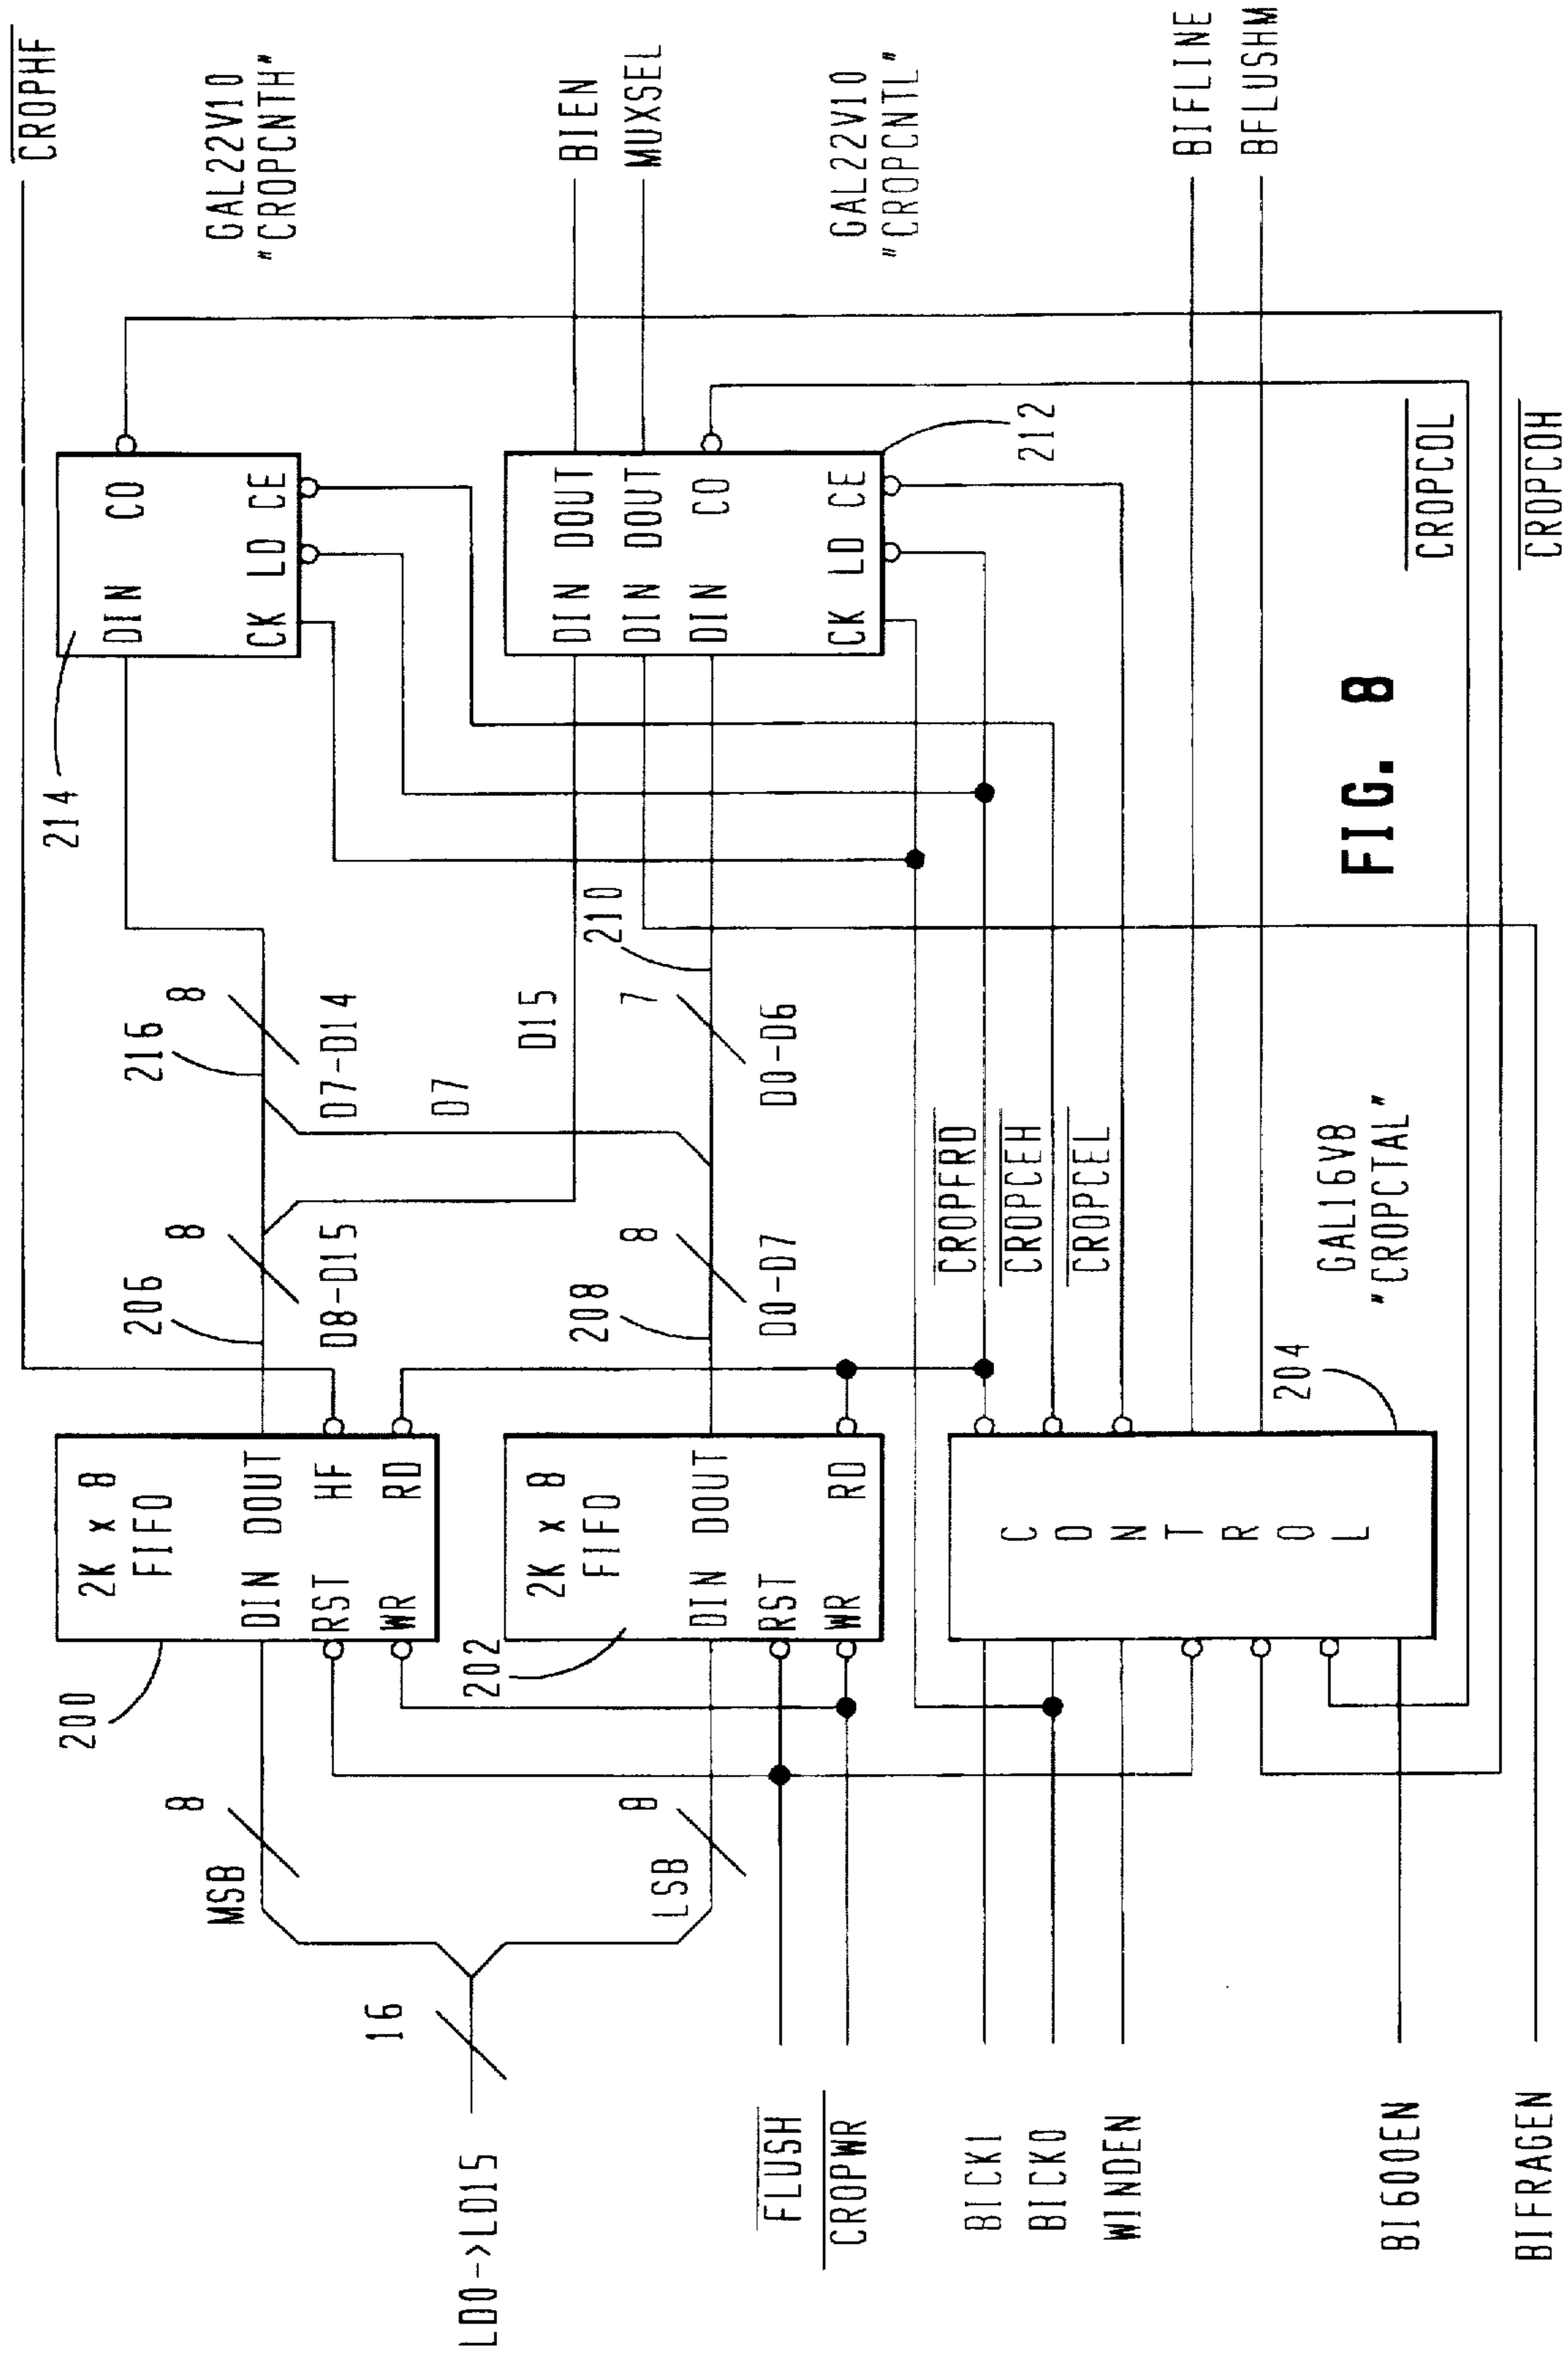 LD0->LD15
16
MSB
8
LSB
8
FLUSH
CROPWR
BICK1
BICK0
WINDEN
BI600EN
BIFRAGEN
200
2K x 8
FIFO
DIN DOUT
RST HF
WR RD
202
2K x 8
FIFO
DIN DOUT
RST
WR RD
CONTROL
204
GAL16V8
"CROPCTAL"
206
8
D8-D15
208
8
D0-D7
216
8
D7-D14
D7
D15
210
7
D0-D6
CROPFRD
CROPCEH
CROPCEL
214
DIN CO
CK LD CE
DIN DOUT
DIN DOUT
DIN CO
CK LD CE
212
CROPHF
GAL22V10
"CROPCNTH"
BIEN
MUXSEL
GAL22V10
"CROPCNTL"
BIFLINE
BFLUSHM
CROPCOL
CROPCOH
FIG. 8